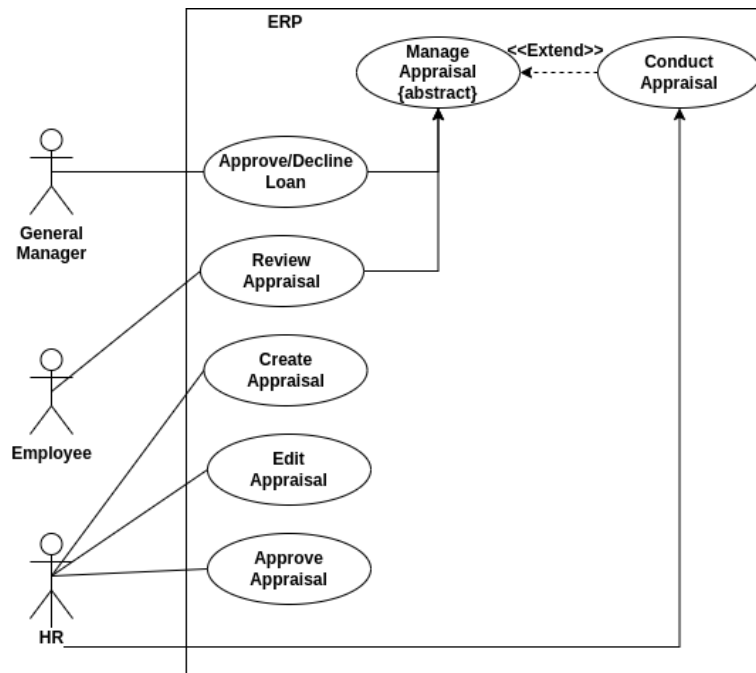 ERP
Manage
Appraisal
{abstract}
<<Extend>>
Conduct
Appraisal
Approve/Decline
Loan
General
Manager
Review
Appraisal
Create
Appraisal
Employee
Edit
Appraisal
Approve
Appraisal
HR